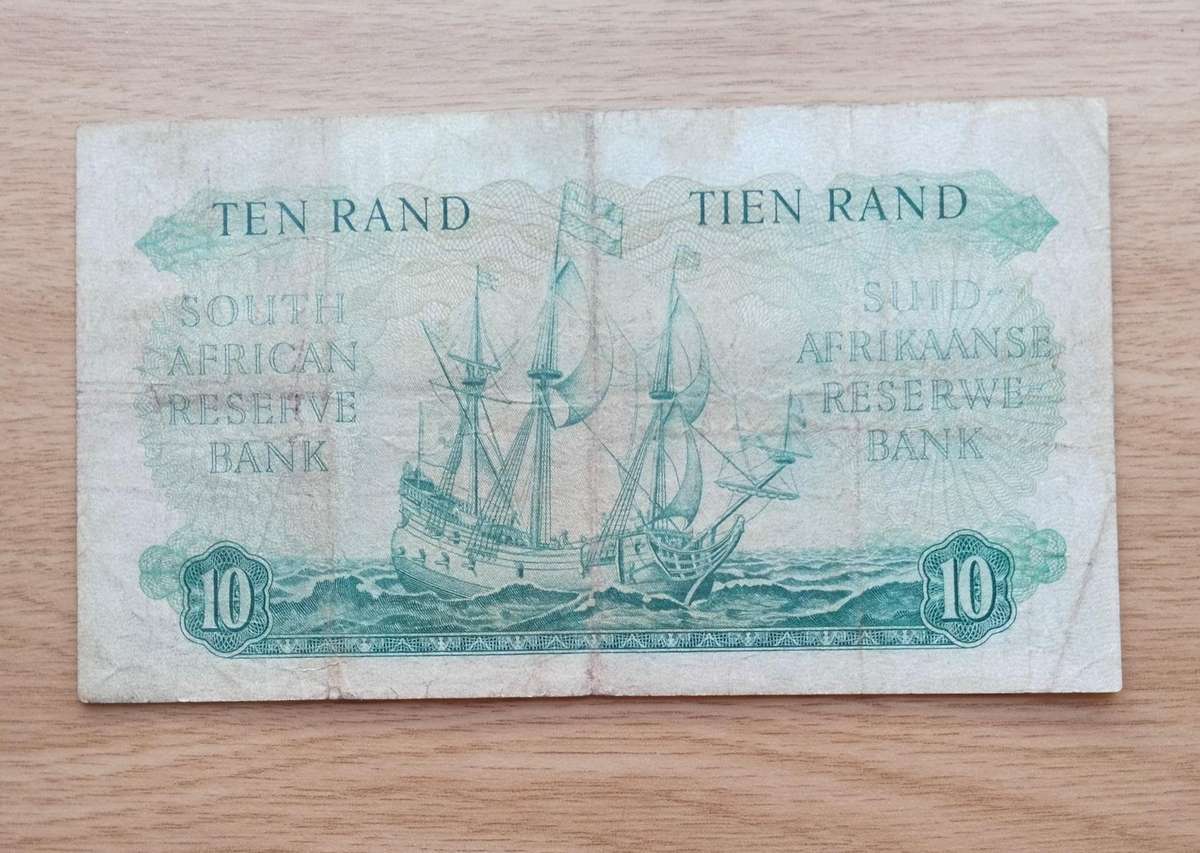 TEN RAND
TIEN RAND
SOUTH
AFRICAN
RESERVE
BANK
SUID-
AFRIKAANSE
RESERWE-
BANK
10
10